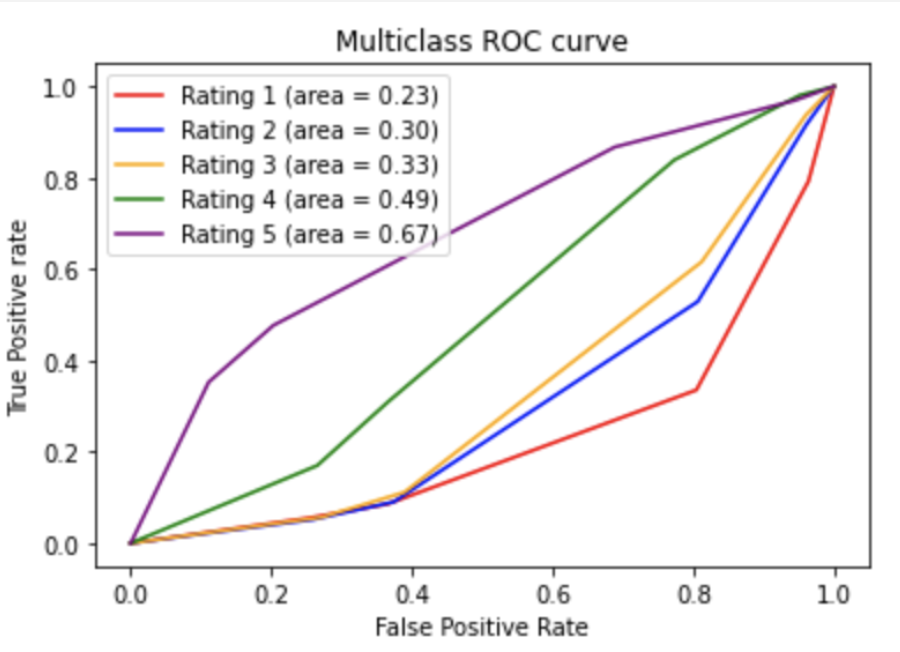 Multiclass ROC curve
Rating 1 (area = 0.23)
Rating 2 (area = 0.30)
Rating 3 (area = 0.33)
Rating 4 (area = 0.49)
Rating 5 (area = 0.67)
True Positive rate
1.0
0.8
0.6
0.4
0.2
0.0
0.0 0.2 0.4 0.6 0.8 1.0
False Positive Rate